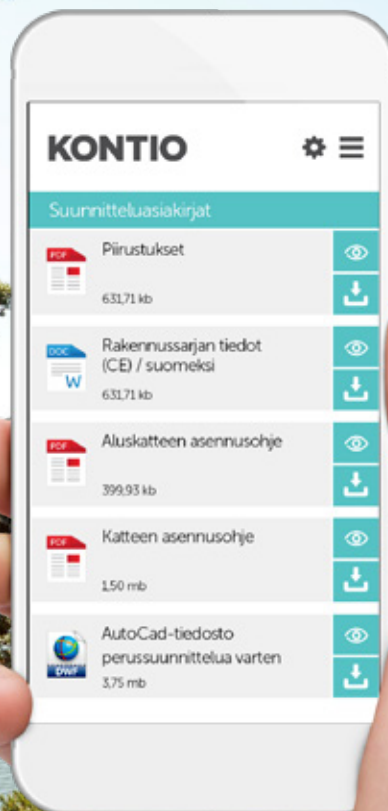 KONTIO
Suunnitteluasiakirjat
PDF
Piirustukset
631,71 kb
DOC
W
Rakennussarjan tiedot
(CE) / suomeksi
631,71 kb
PDF
Aluskatteen asennusohje
399,93 kb
PDF
Katteen asennusohje
1,50 mb
DWF
AutoCad-tiedosto
perussuunnittelua varten
3,75 mb